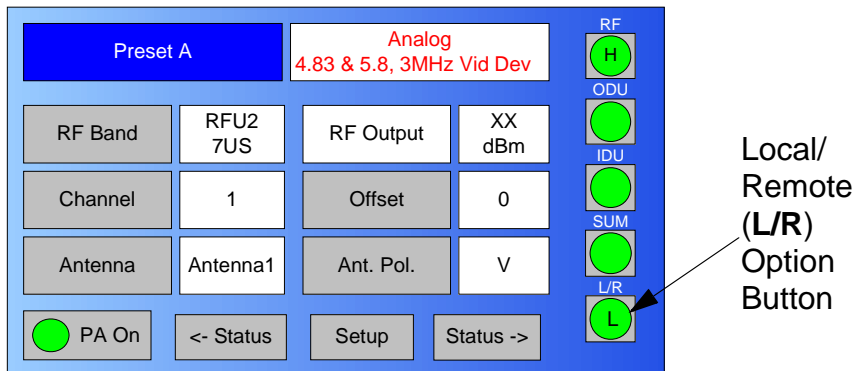 Preset A
Analog
4.83 & 5.8, 3MHz Vid Dev
RF
H
ODU
IDU
SUM
L/R
L
RF Band
RFU2
7US
RF Output
XX
dBm
Channel
1
Offset
0
Antenna
Antenna1
Ant. Pol.
V
PA On
<- Status
Setup
Status ->
Local/
Remote
(L/R)
Option
Button